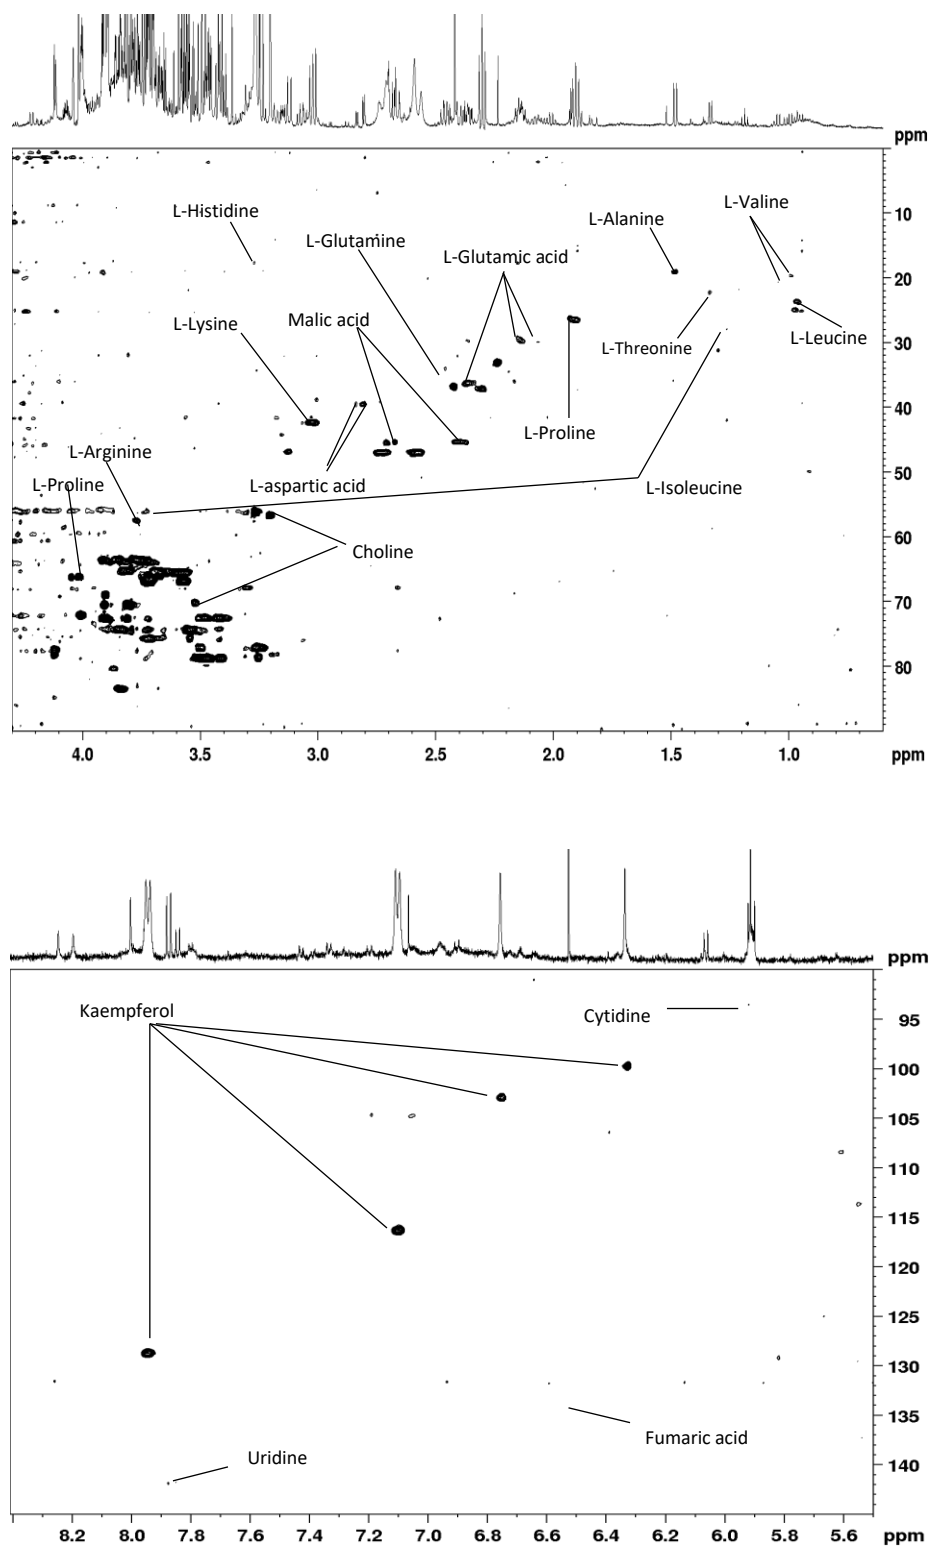 ppm
10
L-Histidine
L-Valine
L-Alanine
L-Glutamine
L-Glutamic acid
20
Malic acid
L-Lysine
L-Leucine
30
L-Threonine
40
L-Proline
L-Arginine
L-Proline
L-aspartic acid
L-Isoleucine
50
Choline
60
70
80
4.0 3.5 3.0 2.5 2.0 1.5 1.0 ppm
ppm
Kaempferol
Cytidine
95
100
105
110
115
120
125
130
135
Fumaric acid
Uridine
140
8.2 8.0 7.8 7.6 7.4 7.2 7.0 6.8 6.6 6.4 6.2 6.0 5.8 5.6 ppm